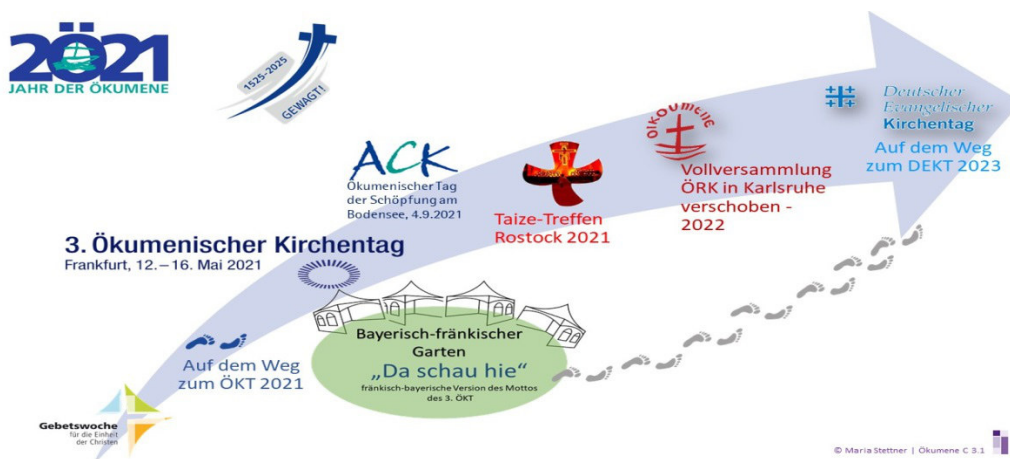 2Ö21
JAHR DER ÖKUMENE
1525-2025
GEWAGT!
ACK
Ökumenischer Tag
der Schöpfung am
Bodensee, 4.9.2021
Taize-Treffen
Rostock 2021
OIKOUMENE
Vollversammlung
ÖRK in Karlsruhe
verschoben -
2022
Deutscher
Evangelischer
Kirchentag
Auf dem Weg
zum DEKT 2023
3. Ökumenischer Kirchentag
Frankfurt, 12. – 16. Mai 2021
Auf dem Weg
zum ÖKT 2021
Bayerisch-fränkischer
Garten
„Da schau hie“
fränkisch-bayerische Version des Mottos
des 3. ÖKT
Gebetswoche
für die Einheit
der Christen
© Maria Stettner | Ökumene C 3.1